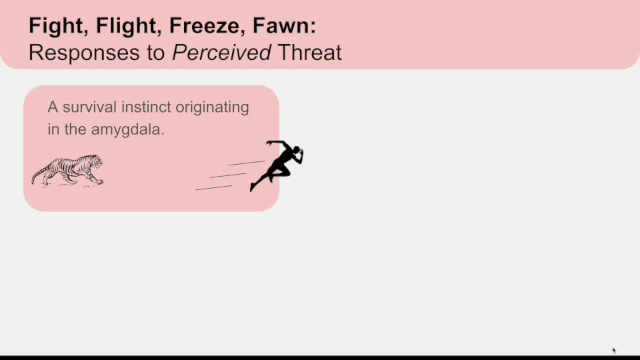 Fight, Flight, Freeze, Fawn:
Responses to Perceived Threat
A survival instinct originating
in the amygdala.